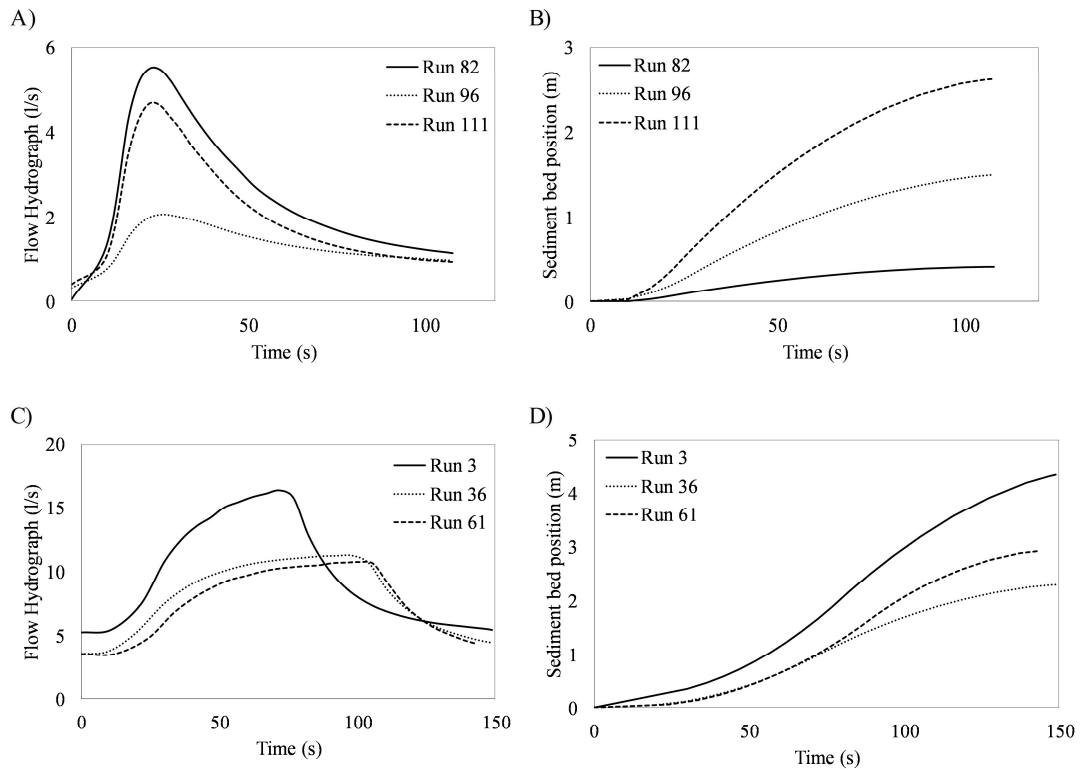 A)
Flow Hydrograph (l/s)
6
4
2
0
Run 82
Run 96
Run 111
0 50 100
Time (s)
B)
Sediment bed position (m)
3
2
1
0
Run 82
Run 96
Run 111
0 50 100
Time (s)
C)
Flow Hydrograph (l/s)
20
15
10
5
0
Run 3
Run 36
Run 61
0 50 100 150
Time (s)
D)
Sediment bed position (m)
5
4
3
2
1
0
Run 3
Run 36
Run 61
0 50 100 150
Time (s)